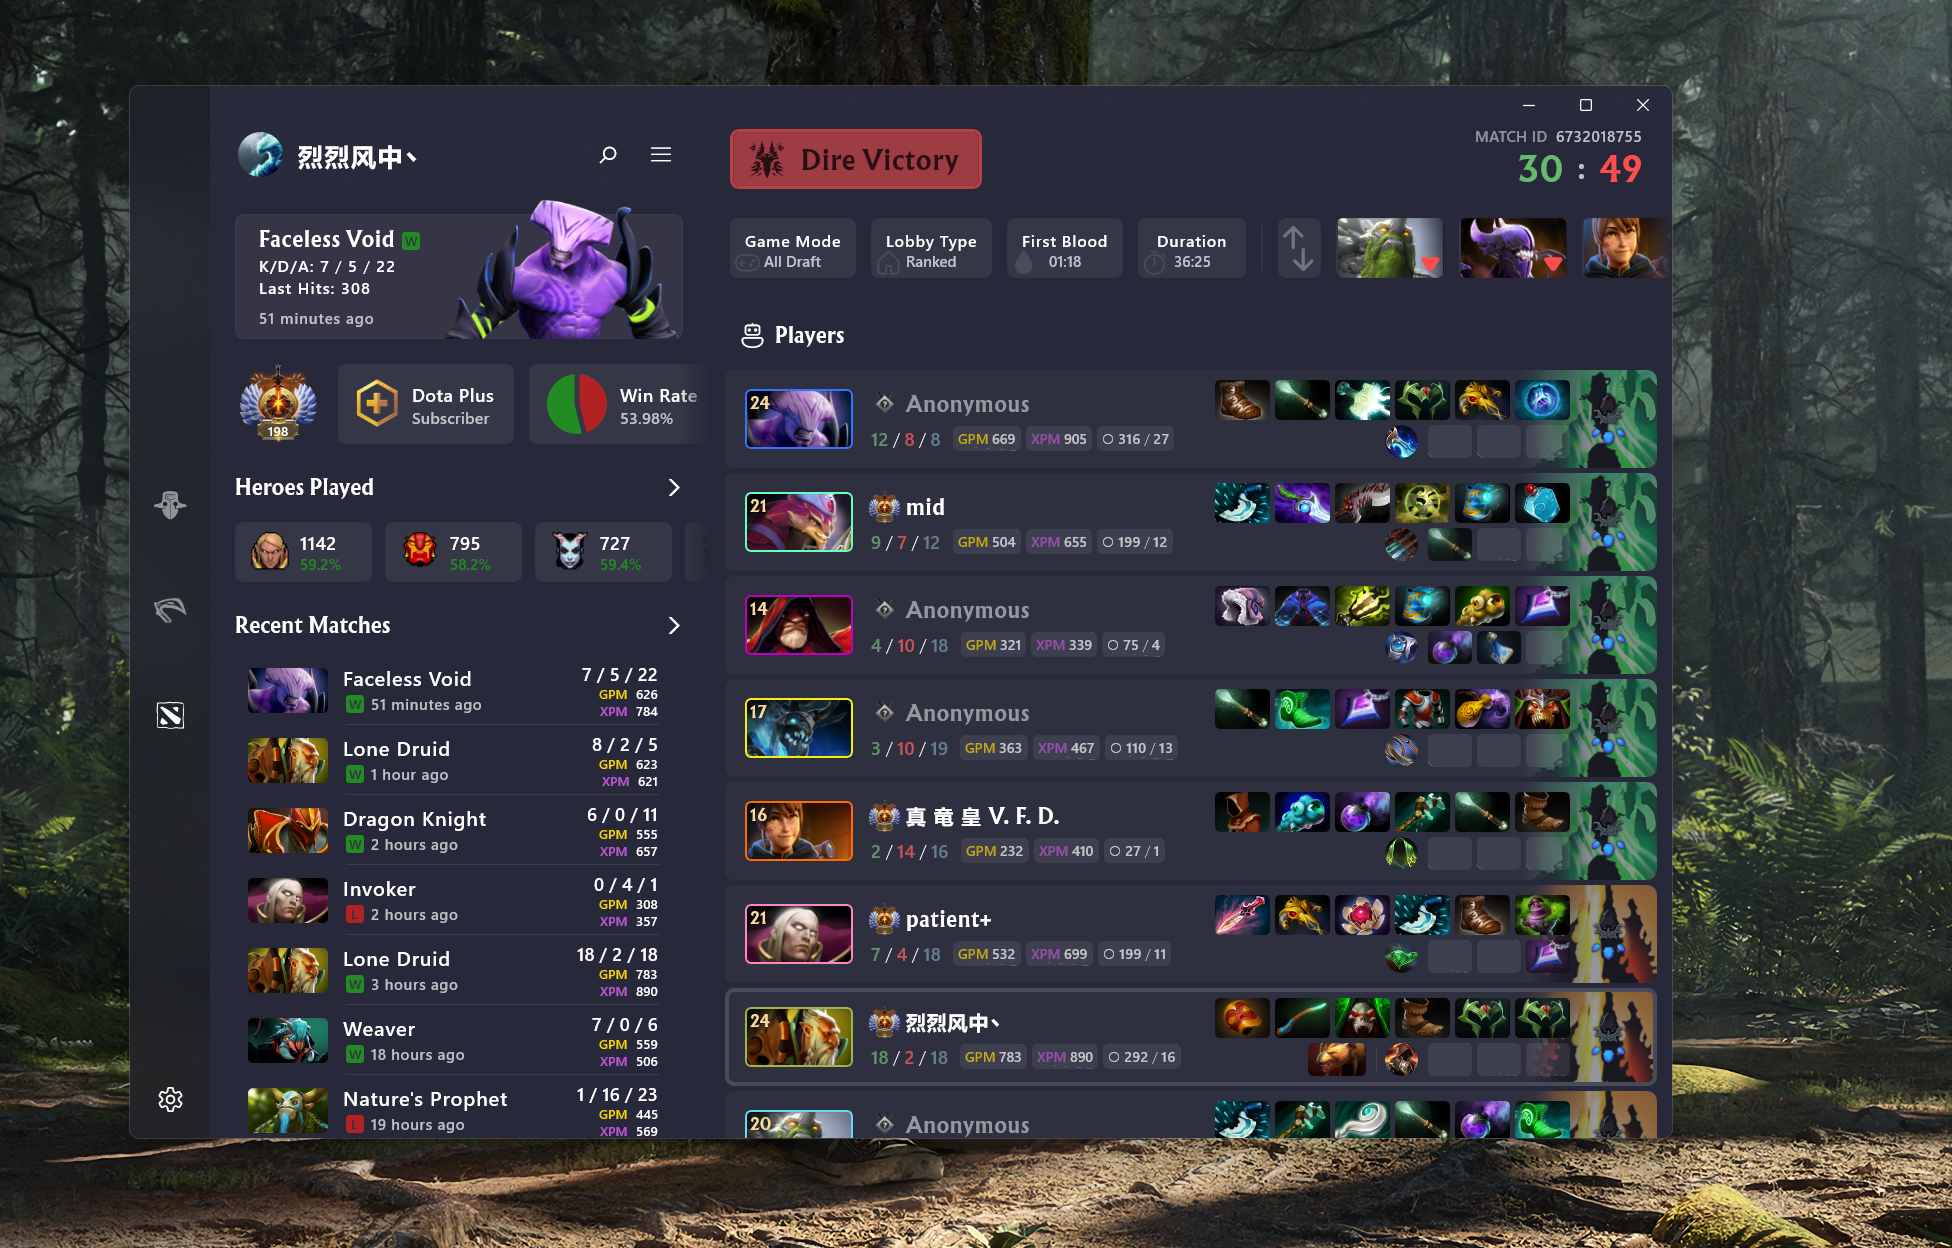 烈烈风中丶
Faceless Void W
K/D/A: 7 / 5 / 22
Last Hits: 308
51 minutes ago
198
Dota Plus
Subscriber
Win Rate
53.98%
Heroes Played
1142
59.2%
795
58.2%
727
59.4%
Recent Matches
Faceless Void
W 51 minutes ago
7 / 5 / 22
GPM 626
XPM 784
Lone Druid
W 1 hour ago
8 / 2 / 5
GPM 623
XPM 621
Dragon Knight
W 2 hours ago
6 / 0 / 11
GPM 555
XPM 657
Invoker
L 2 hours ago
0 / 4 / 1
GPM 308
XPM 357
Lone Druid
W 3 hours ago
18 / 2 / 18
GPM 783
XPM 890
Weaver
W 18 hours ago
7 / 0 / 6
GPM 559
XPM 506
Nature's Prophet
L 19 hours ago
1 / 16 / 23
GPM 445
XPM 569
Dire Victory
MATCH ID 6732018755
30 : 49
Game Mode
All Draft
Lobby Type
Ranked
First Blood
01:18
Duration
36:25
Players
24
Anonymous
12 / 8 / 8 GPM 669 XPM 905 316 / 27
21
mid
9 / 7 / 12 GPM 504 XPM 655 199 / 12
14
Anonymous
4 / 10 / 18 GPM 321 XPM 339 75 / 4
17
Anonymous
3 / 10 / 19 GPM 363 XPM 467 110 / 13
16
真 竜 皇 V. F. D.
2 / 14 / 16 GPM 232 XPM 410 27 / 1
21
patient+
7 / 4 / 18 GPM 532 XPM 699 199 / 11
24
烈烈风中丶
18 / 2 / 18 GPM 783 XPM 890 292 / 16
20
Anonymous